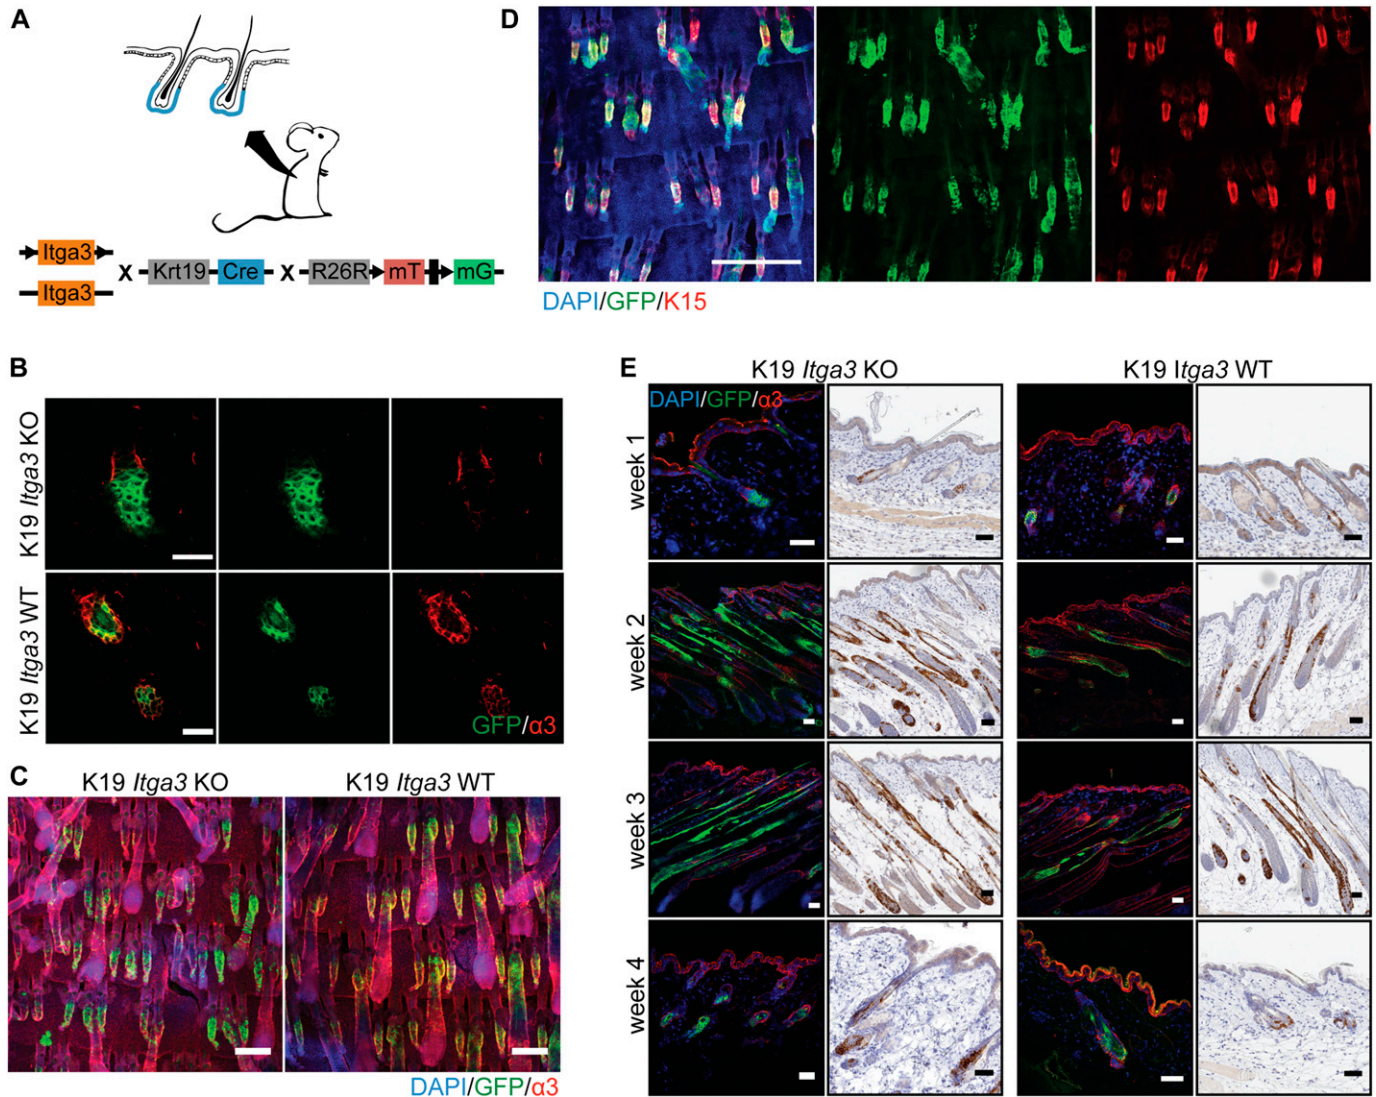 A
Itga3
Itga3
X
Krt19
Cre
X
R26R
mT
mG
B
K19 Itga3 KO
K19 Itga3 WT
GFP/α3
C
K19 Itga3 KO
K19 Itga3 WT
DAPI/GFP/α3
D
DAPI/GFP/K15
E
K19 Itga3 KO
K19 Itga3 WT
DAPI/GFP/α3
week 1
week 2
week 3
week 4